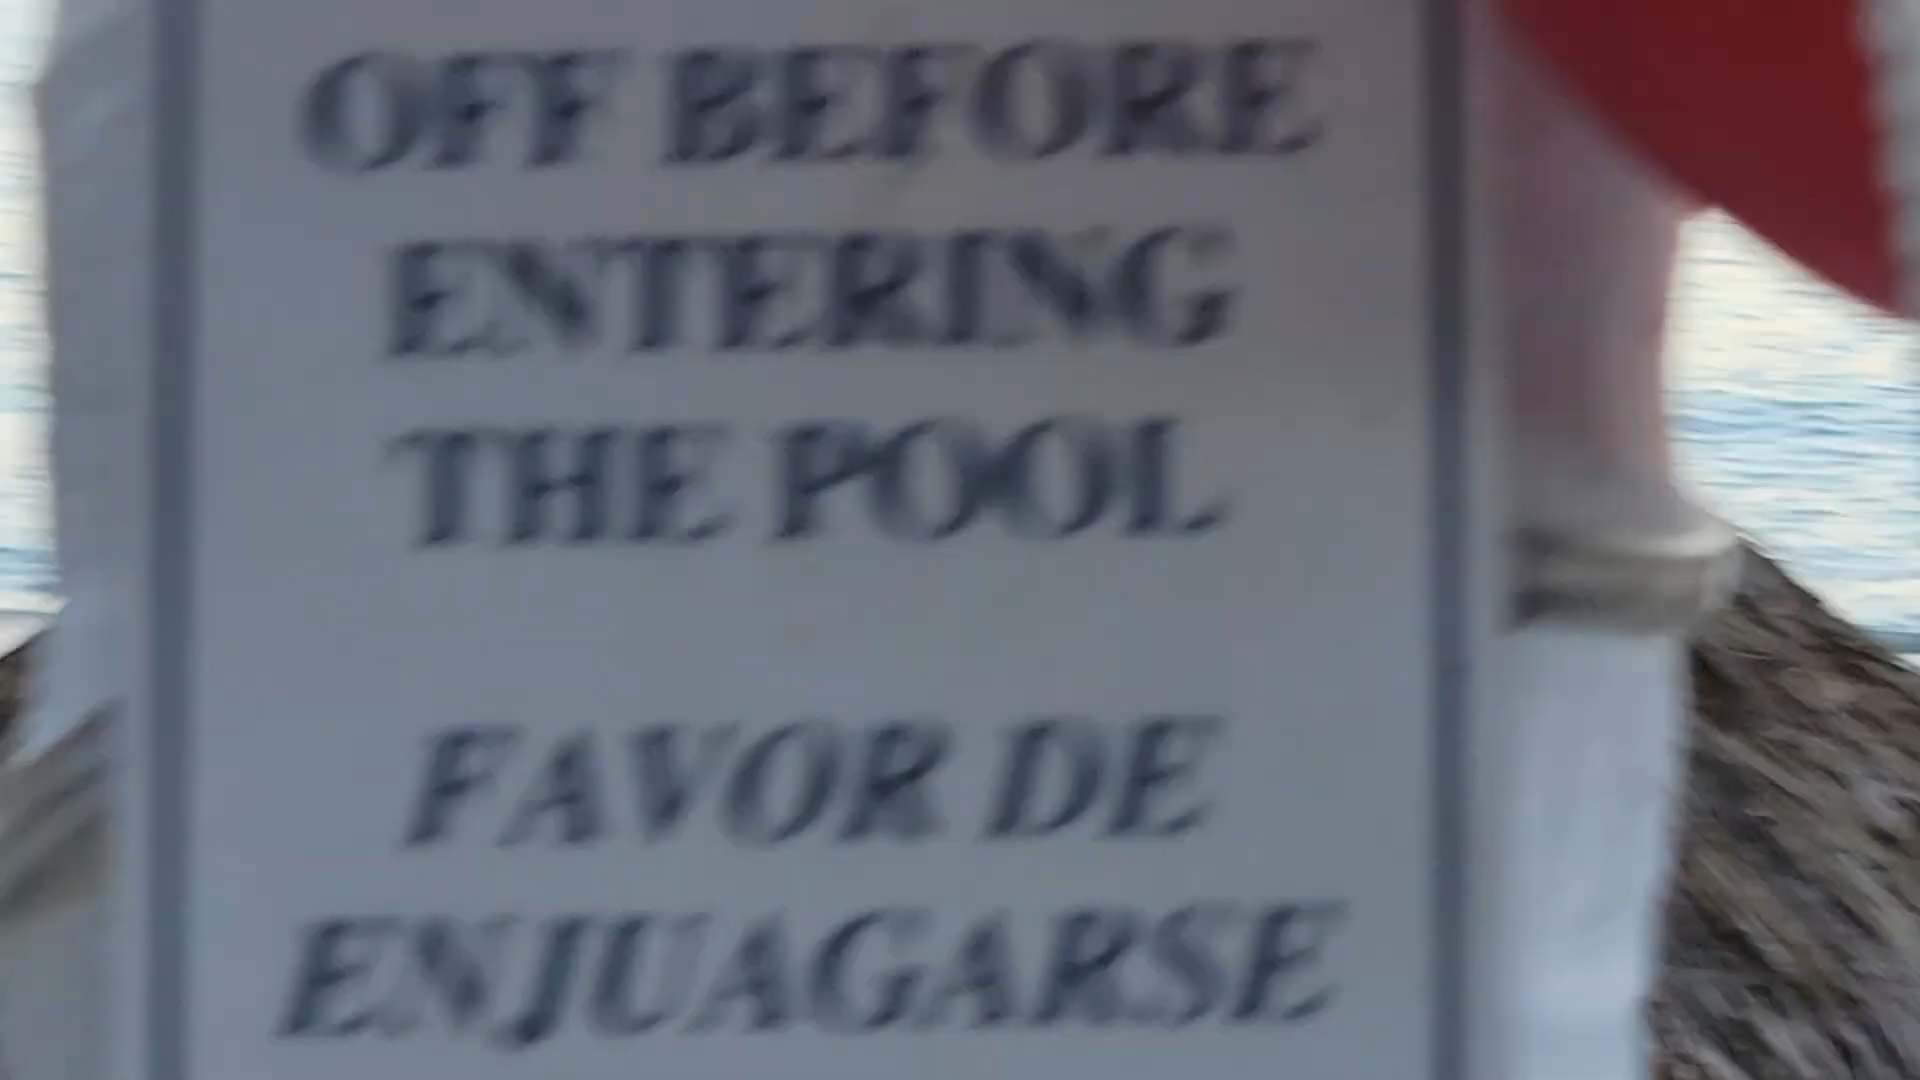 OFF BEFORE
ENTERING
THE POOL
FAVOR DE
ENJUAGARSE